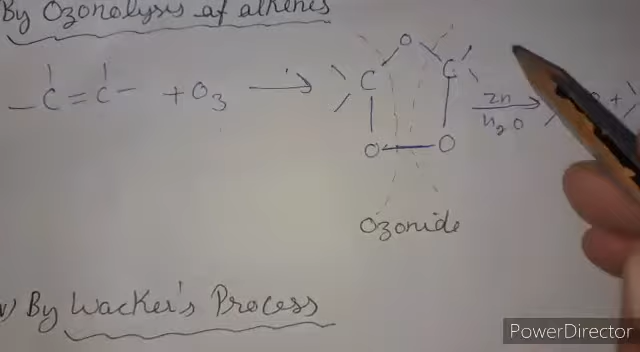 By Ozonolysis of alkenes
-C=C- + O3 → C O C O O Zn H2O +
Ozonide
v) By Wacker's Process
PowerDirector